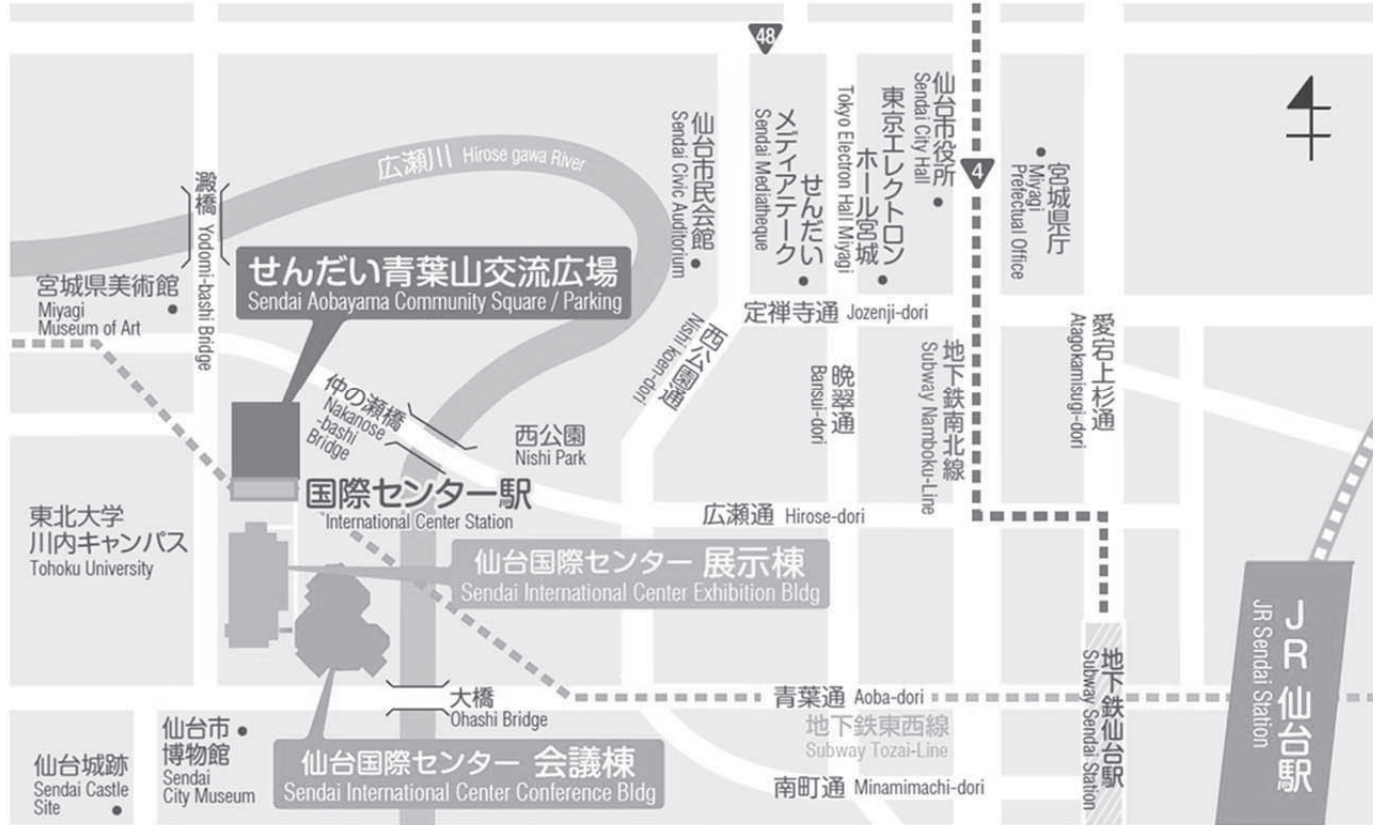 48
4
広瀬川 Hirose gawa River
澱橋 Yodomi-bashi Bridge
仙台市民会館
Sendai Civic Auditorium
せんだい
メディアテーク
Sendai Mediatheque
東京エレクトロン
ホール宮城
Tokyo Electron Hall Miyagi
仙台市役所
Sendai City Hall
宮城県庁
Miyagi
Prefectual Office
宮城県美術館
Miyagi
Museum of Art
せんだい青葉山交流広場
Sendai Aobayama Community Square / Parking
定禅寺通 Jozenji-dori
西公園通
Nishi koen-dori
晩翠通
Bansui-dori
地下鉄南北線
Subway Namboku-Line
愛宕上杉通
Atagokamisugi-dori
仲の瀬橋
Nakanose
-bashi
Bridge
西公園
Nishi Park
国際センター駅
International Center Station
広瀬通 Hirose-dori
東北大学
川内キャンパス
Tohoku University
仙台国際センター 展示棟
Sendai International Center Exhibition Bldg
JR 仙台駅
JR Sendai Station
地下鉄仙台駅
Subway Sendai Station
大橋
Ohashi Bridge
青葉通 Aoba-dori
地下鉄東西線
Subway Tozai-Line
仙台市
博物館
Sendai
City Museum
仙台城跡
Sendai Castle
Site
仙台国際センター 会議棟
Sendai International Center Conference Bldg
南町通 Minamimachi-dori